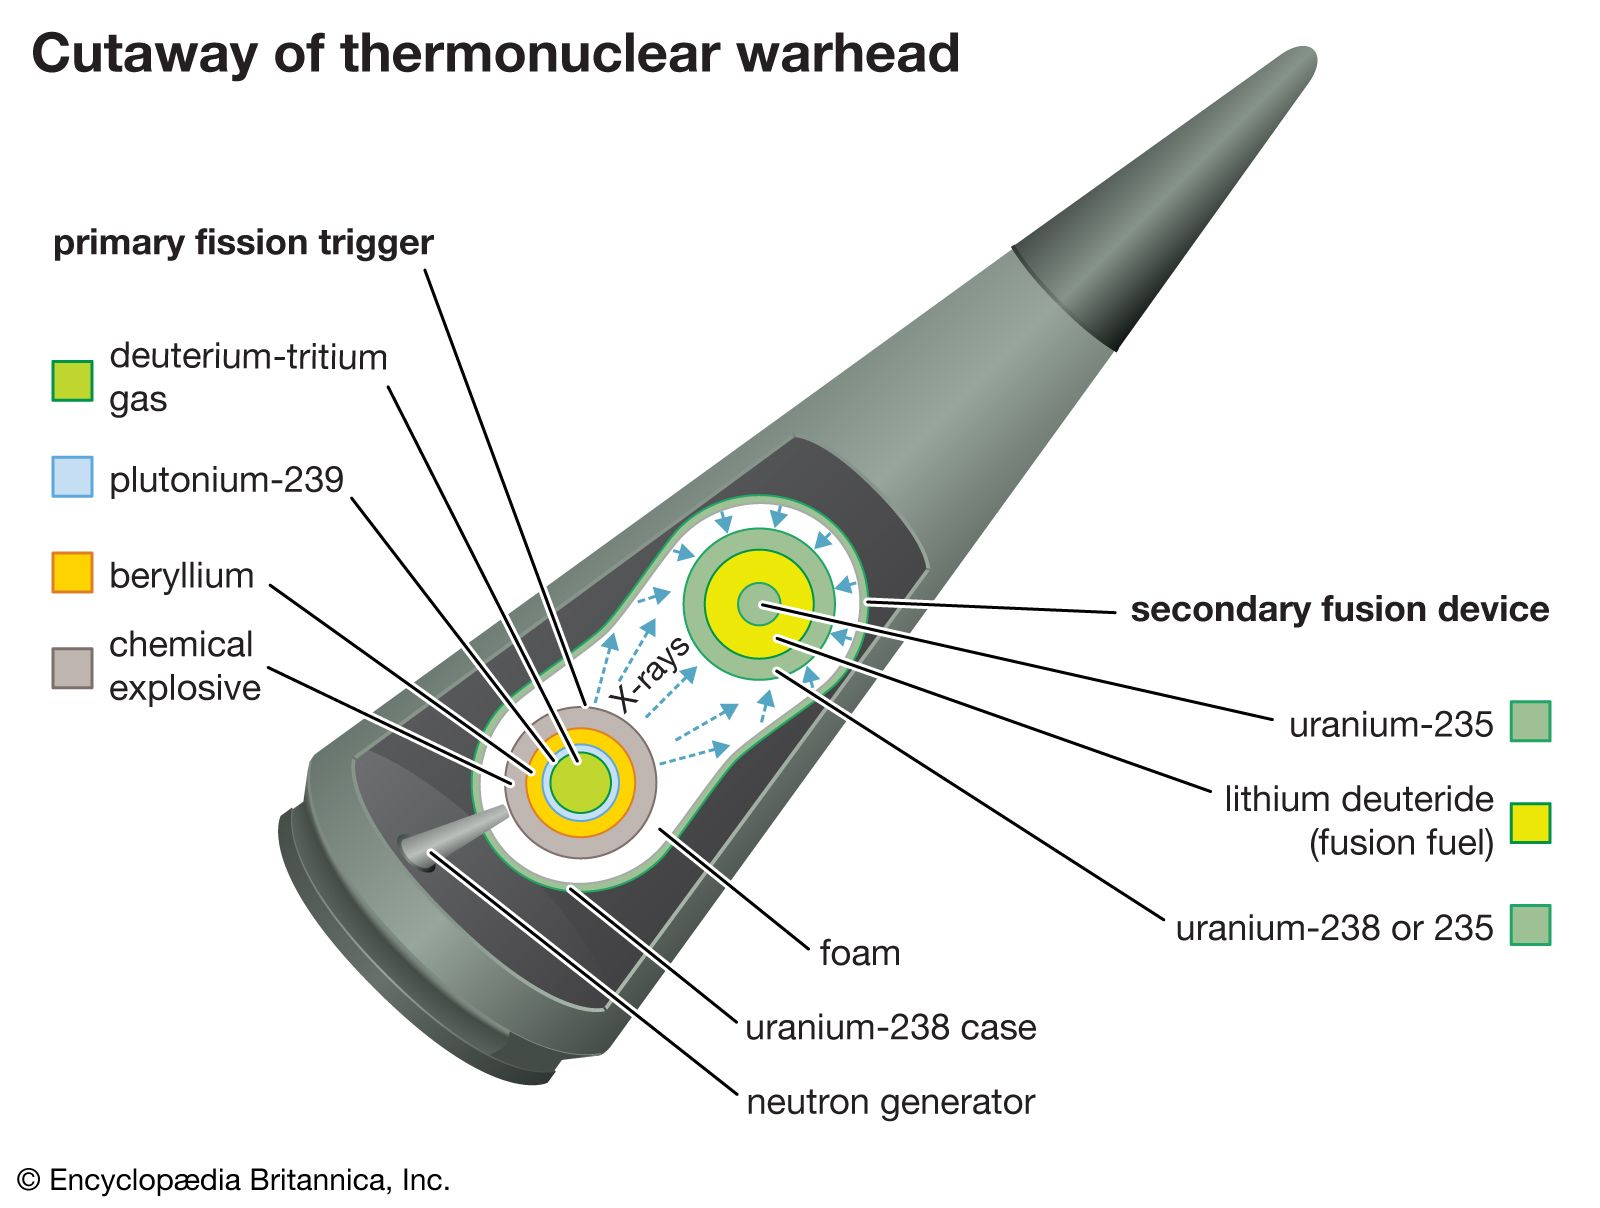 Cutaway of thermonuclear warhead
primary fission trigger
deuterium-tritium
gas
plutonium-239
beryllium
chemical
explosive
X-rays
secondary fusion device
uranium-235
lithium deuteride
(fusion fuel)
uranium-238 or 235
foam
uranium-238 case
neutron generator
© Encyclopædia Britannica, Inc.